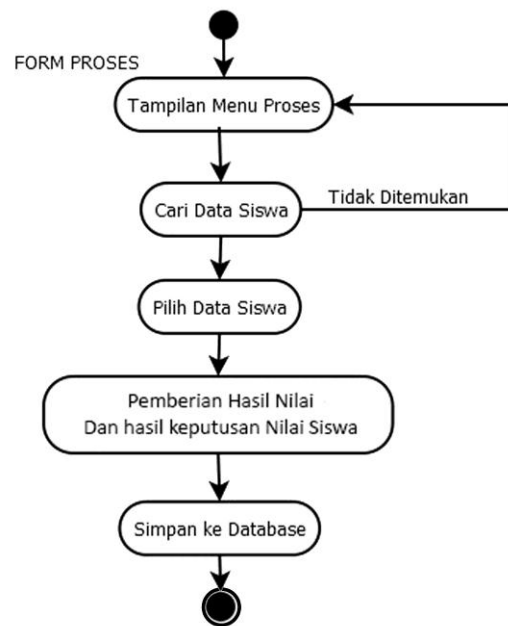 FORM PROSES
Tampilan Menu Proses
Cari Data Siswa
Tidak Ditemukan
Pilih Data Siswa
Pemberian Hasil Nilai
Dan hasil keputusan Nilai Siswa
Simpan ke Database